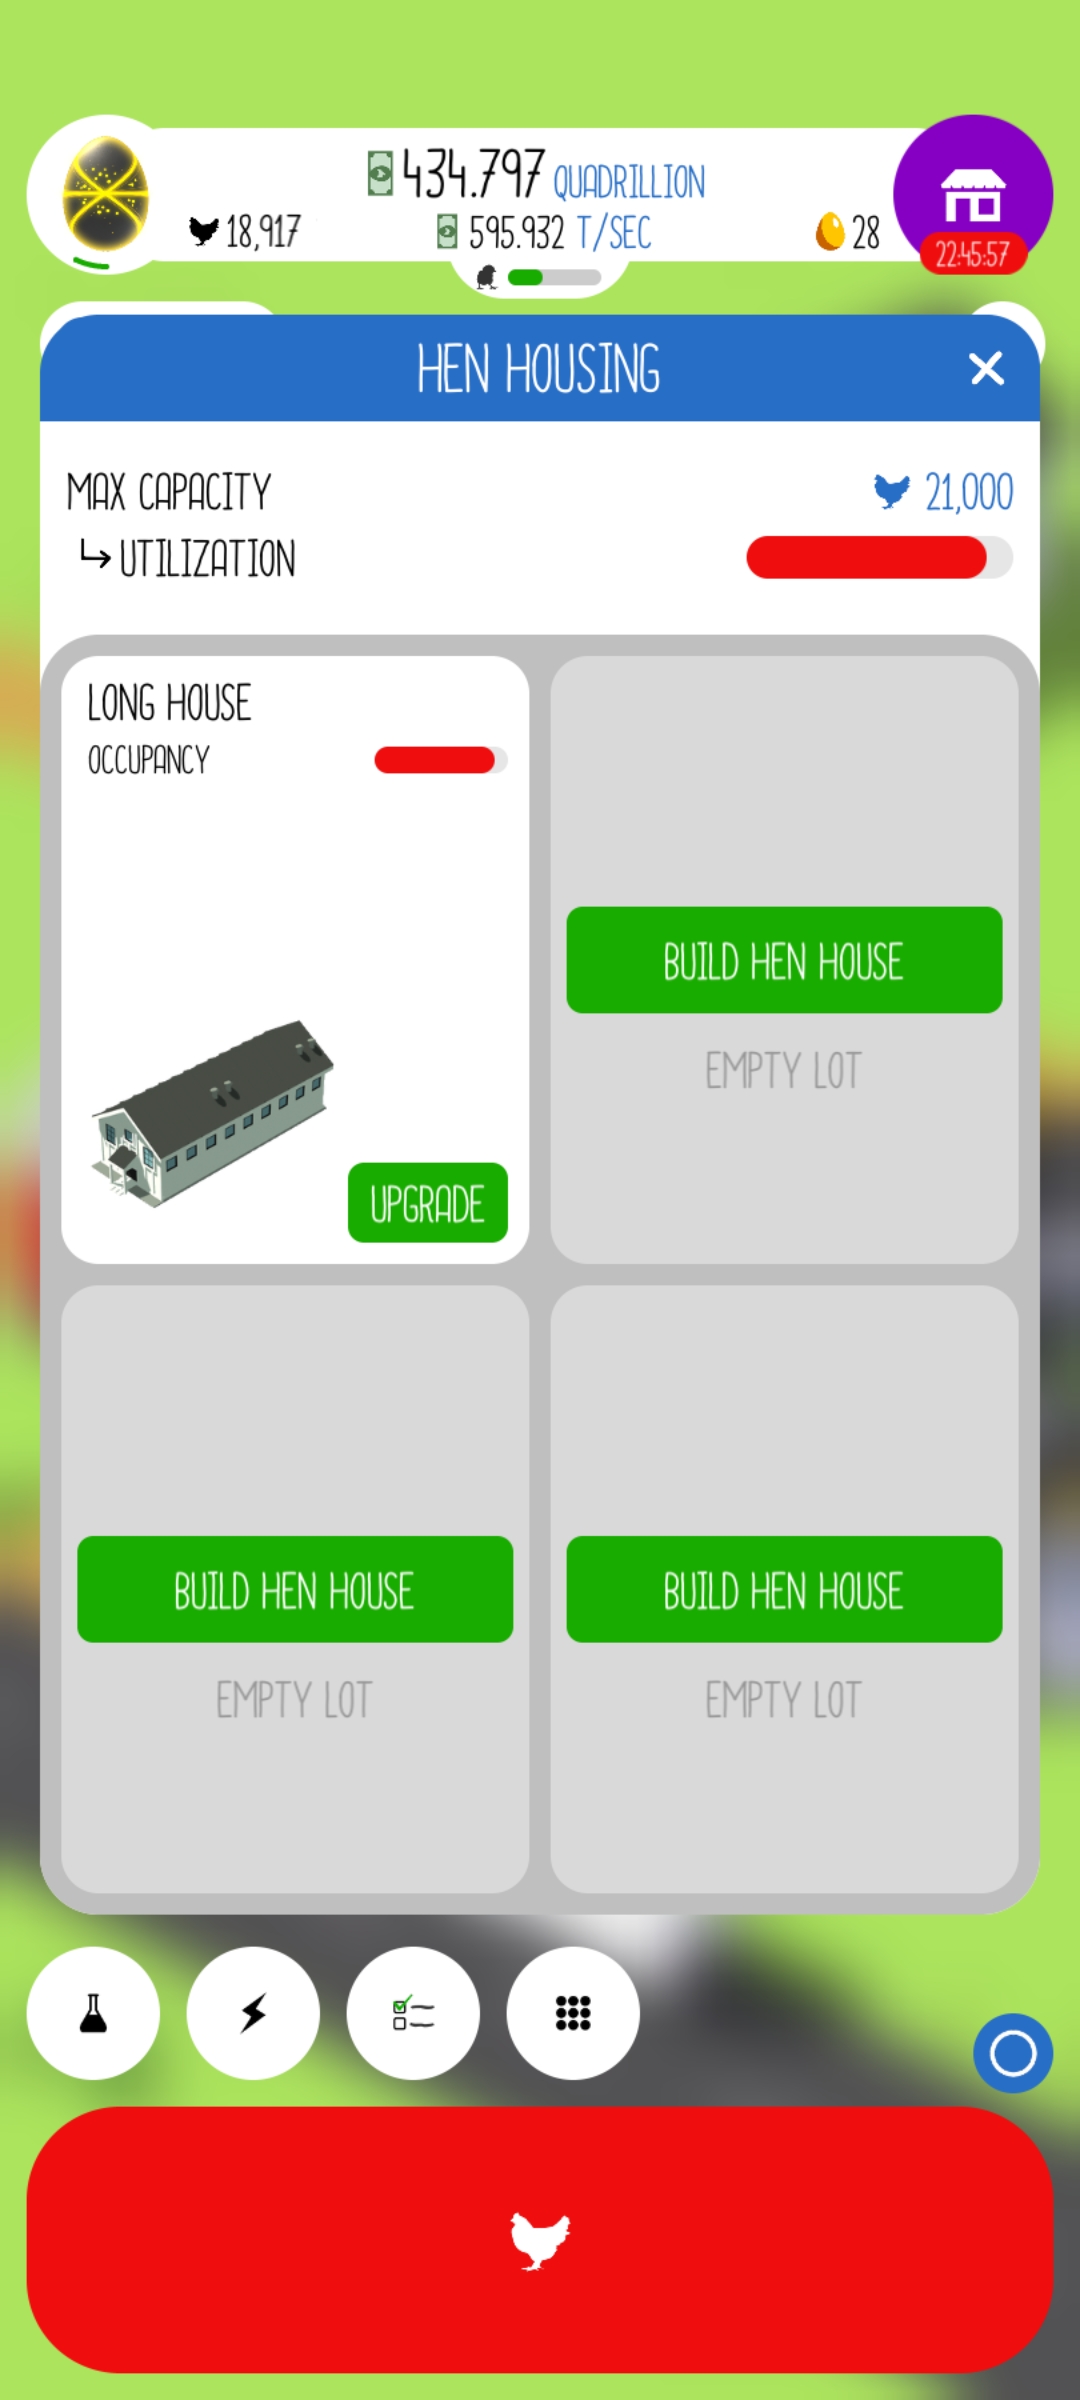 434.797 QUADRILLION
18,917
595.932 T/SEC
28
22:45:57
HEN HOUSING
MAX CAPACITY
21,000
UTILIZATION
LONG HOUSE
OCCUPANCY
UPGRADE
BUILD HEN HOUSE
EMPTY LOT
BUILD HEN HOUSE
EMPTY LOT
BUILD HEN HOUSE
EMPTY LOT